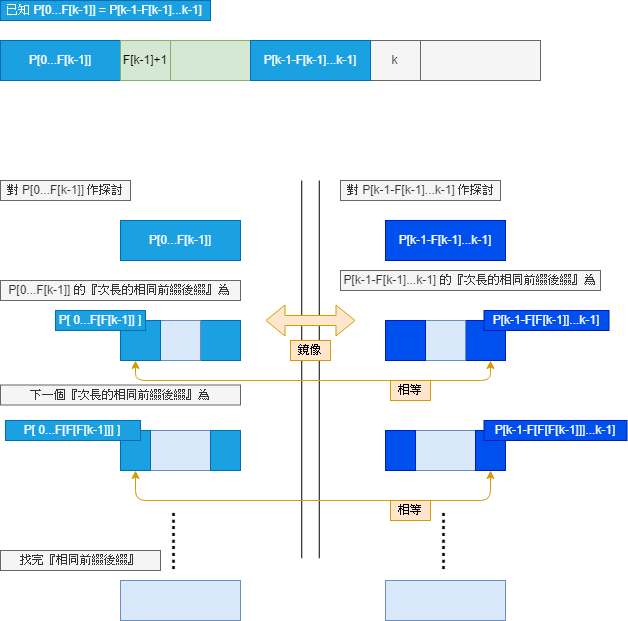 已知 P[0...F[k-1]] = P[k-1-F[k-1]...k-1]
P[0...F[k-1]]
F[k-1]+1
P[k-1-F[k-1]...k-1]
k
對 P[0...F[k-1]] 作探討
對 P[k-1-F[k-1]...k-1] 作探討
P[0...F[k-1]]
P[k-1-F[k-1]...k-1]
P[0...F[k-1]] 的『次長的相同前綴後綴』為
P[k-1-F[k-1]...k-1] 的『次長的相同前綴後綴』為
P[ 0...F[F[k-1]] ]
P[k-1-F[F[k-1]]...k-1]
鏡像
相等
下一個『次長的相同前綴後綴』為
P[ 0...F[F[F[k-1]]] ]
P[k-1-F[F[F[k-1]]]...k-1]
相等
找完『相同前綴後綴』